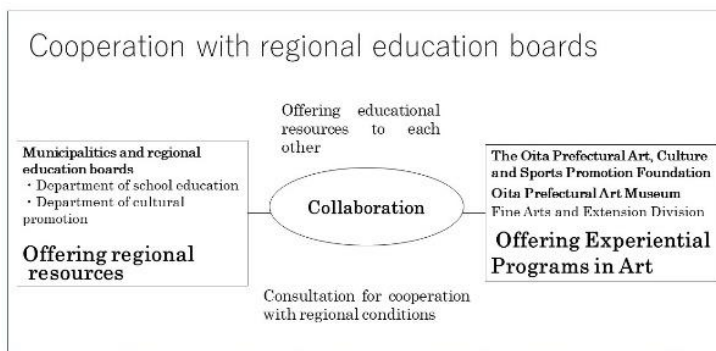 Cooperation with regional education boards
Offering educational
resources to each
other
Municipalities and regional
education boards
・Department of school education
・Department of cultural
promotion
Offering regional
resources
Collaboration
The Oita Prefectural Art, Culture
and Sports Promotion Foundation
Oita Prefectural Art Museum
Fine Arts and Extension Division
Offering Experiential
Programs in Art
Consultation for cooperation
with regional conditions